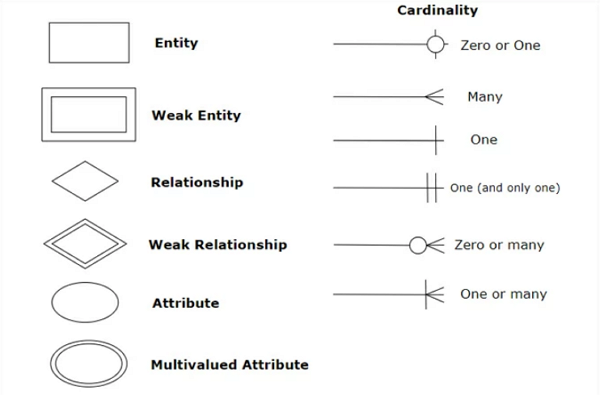 Cardinality
Entity
Zero or One
Weak Entity
Many
One
Relationship
One (and only one)
Weak Relationship
Zero or many
Attribute
One or many
Multivalued Attribute